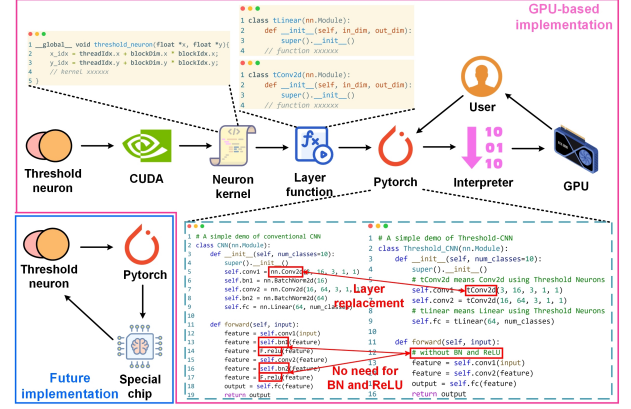 GPU-based
implementation
1 class tLinear(nn.Module):
2 def __init__(self, in_dim, out_dim):
3 super().__init__()
4 // function xxxxxx
1 __global__ void threshold_neuron(float *x, float *y){
2 x_idx = threadIdx.x + blockDim.x * blockIdx.x;
3 y_idx = threadIdx.y + blockDim.y * blockIdx.y;
4 // kernel xxxxxx
5 }
1 class tConv2d(nn.Module):
2 def __init__(self, in_dim, out_dim):
3 super().__init__()
4 // function xxxxxx
User
Threshold
neuron
CUDA
Neuron
kernel
Layer
function
Pytorch
Interpreter
GPU
10
01
10
Threshold
neuron
Pytorch
Special
chip
Future
implementation
1 # A simple demo of conventional CNN
2 class CNN(nn.Module):
3 def __init__(self, num_classes=10):
4 super().__init__()
5 self.conv1 = nn.Conv2d(3, 16, 3, 1, 1)
6 self.bn1 = nn.BatchNorm2d(16)
7 self.conv2 = nn.Conv2d(16, 64, 3, 1, 1)
8 self.bn2 = nn.BatchNorm2d(64)
9 self.fc = nn.Linear(64, num_classes)
10
11 def forward(self, input):
12 feature = self.conv1(input)
13 feature = self.bn1(feature)
14 feature = F.relu(feature)
15 feature = self.conv2(feature)
16 feature = self.bn2(feature)
17 feature = F.relu(feature)
18 output = self.fc(feature)
19 return output
Layer
replacement
No need for
BN and ReLU
1 # A simple demo of Threshold-CNN
2 class Threshold_CNN(nn.Module):
3 def __init__(self, num_classes=10):
4 super().__init__()
5 # tConv2d means Conv2d using Threshold Neurons
6 self.conv1 = tConv2d(3, 16, 3, 1, 1)
7 self.conv2 = tConv2d(16, 64, 3, 1, 1)
8 # tLinear means Linear using Threshold Neurons
9 self.fc = tLinear(64, num_classes)
10
11 def forward(self, input):
12 # without BN and ReLU
13 feature = self.conv1(input)
14 feature = self.conv2(feature)
15 output = self.fc(feature)
16 return output